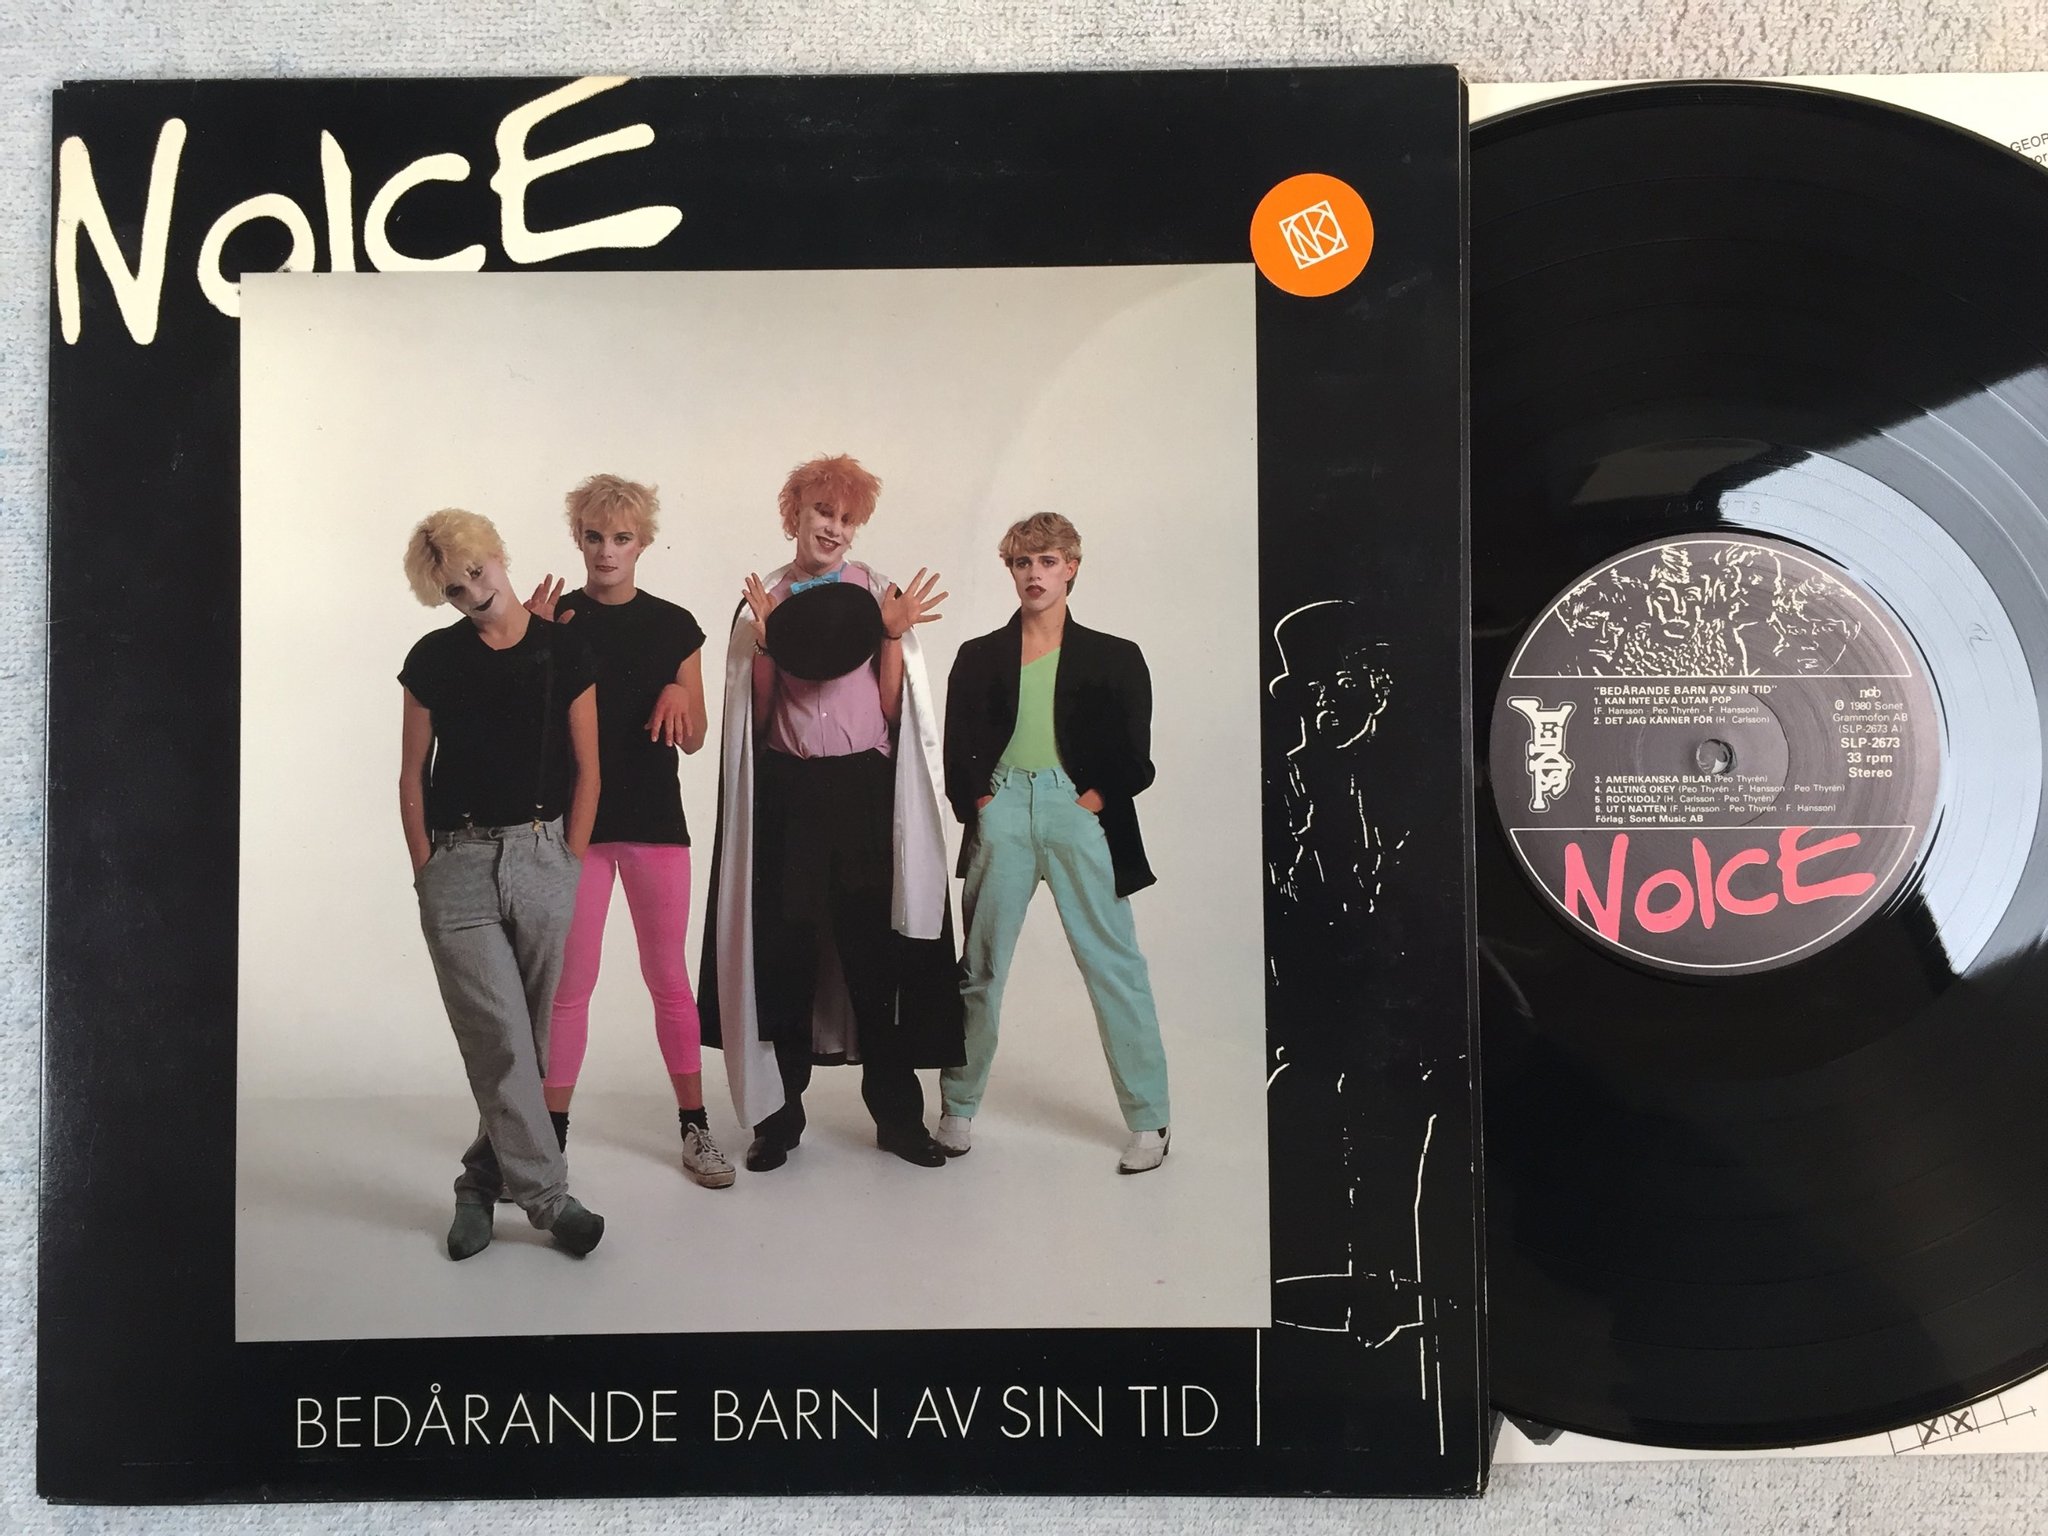 NOICE
NK
BEDÅRANDE BARN AV SIN TID
GEOR
SONET
"BEDÅRANDE BARN AV SIN TID"
1. KAN INTE LEVA UTAN POP
(F. Hansson - Peo Thyrén - F. Hansson)
2. DET JAG KÄNNER FÖR (H. Carlsson)
3. AMERIKANSKA BILAR (Peo Thyrén)
4. ALLTING OKEY (Peo Thyrén - F. Hansson - Peo Thyrén)
5. ROCKIDOL? (H. Carlsson - Peo Thyrén)
6. UT I NATTEN (F. Hansson - Peo Thyrén - F. Hansson)
Förlag: Sonet Music AB
ncb
℗ 1980 Sonet
Grammofon AB
(SLP-2673 A)
SLP-2673
33 rpm
Stereo
NOICE